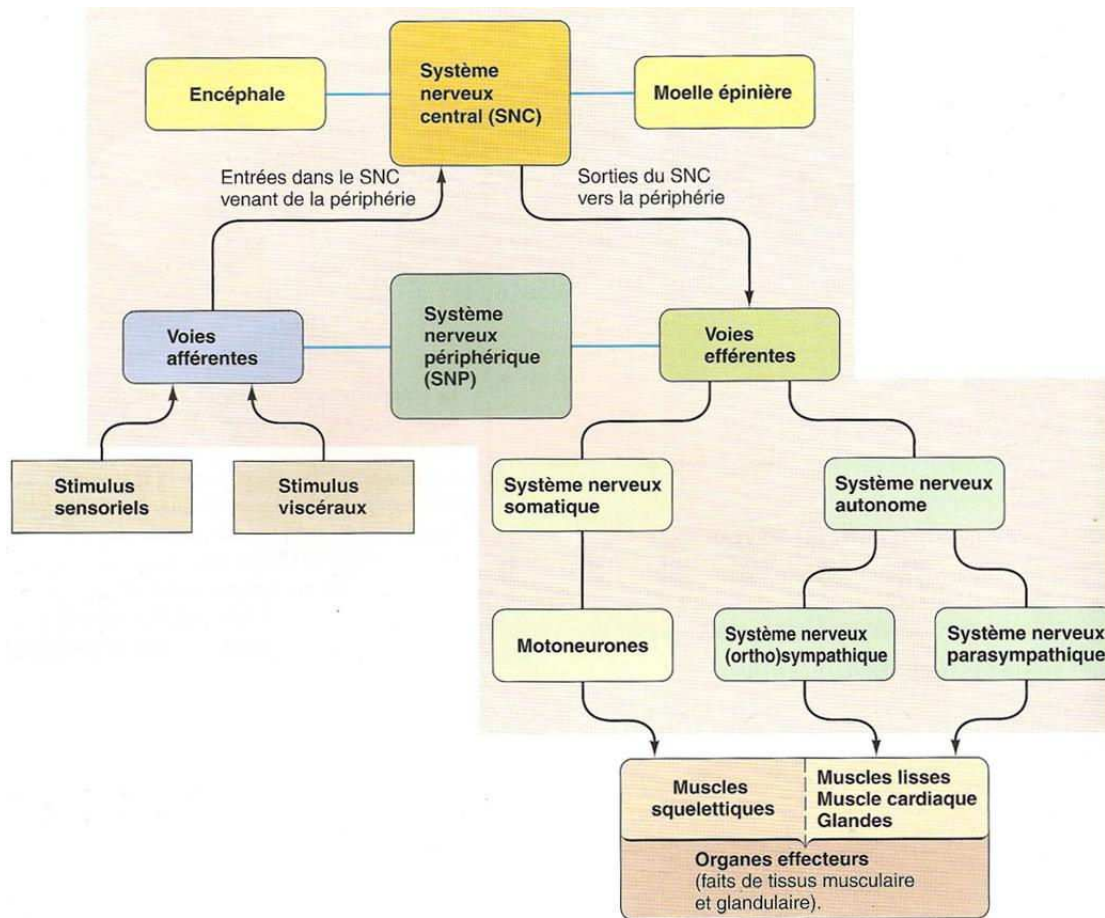 Encéphale
Système
nerveux
central (SNC)
Moelle épinière
Entrées dans le SNC
venant de la périphérie
Sorties du SNC
vers la périphérie
Voies
afférentes
Système
nerveux
périphérique
(SNP)
Voies
efférentes
Stimulus
sensoriels
Stimulus
viscéraux
Système nerveux
somatique
Système nerveux
autonome
Motoneurones
Système nerveux
(ortho)sympathique
Système nerveux
parasympathique
Muscles
squelettiques
Muscles lisses
Muscle cardiaque
Glandes
Organes effecteurs
(faits de tissus musculaire
et glandulaire).